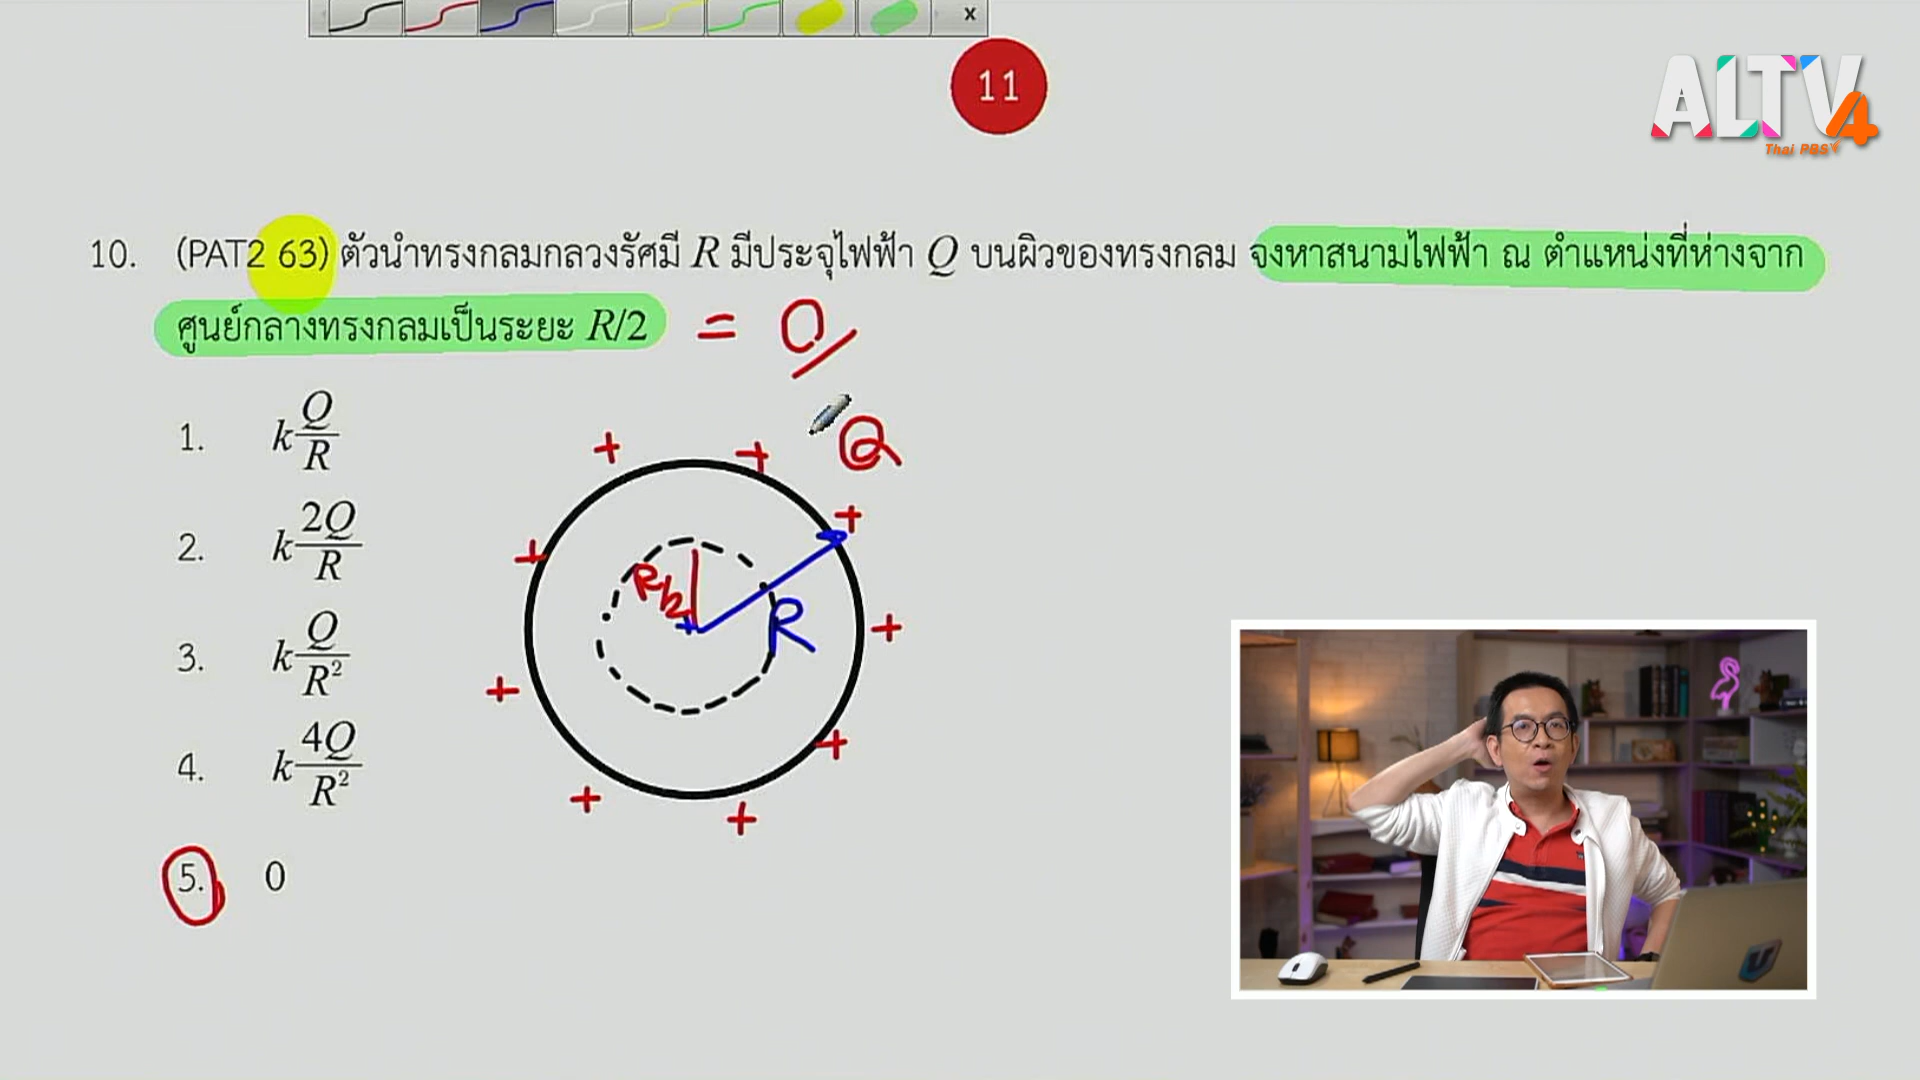 x
11
ALTV4
Thai PBS
10. (PAT2 63) ตัวนำทรงกลมกลวงรัศมี R มีประจุไฟฟ้า Q บนผิวของทรงกลม จงหาสนามไฟฟ้า ณ ตำแหน่งที่ห่างจาก
ศูนย์กลางทรงกลมเป็นระยะ R/2 = 0
1. k Q/R
2. k 2Q/R
3. k Q/R²
4. k 4Q/R²
5. 0
Q
+ +
+
+
R/2
+ R
+
+
+
+
+